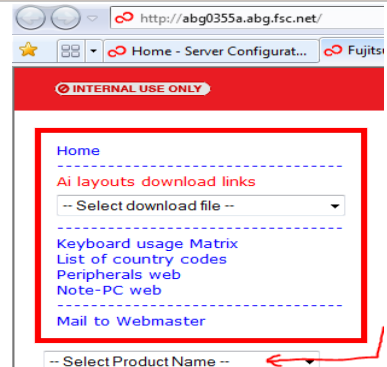 http://abg0355a.abg.fsc.net/
Home - Server Configurat...
Fujits
INTERNAL USE ONLY
Home
Ai layouts download links
-- Select download file --
Keyboard usage Matrix
List of country codes
Peripherals web
Note-PC web
Mail to Webmaster
-- Select Product Name --